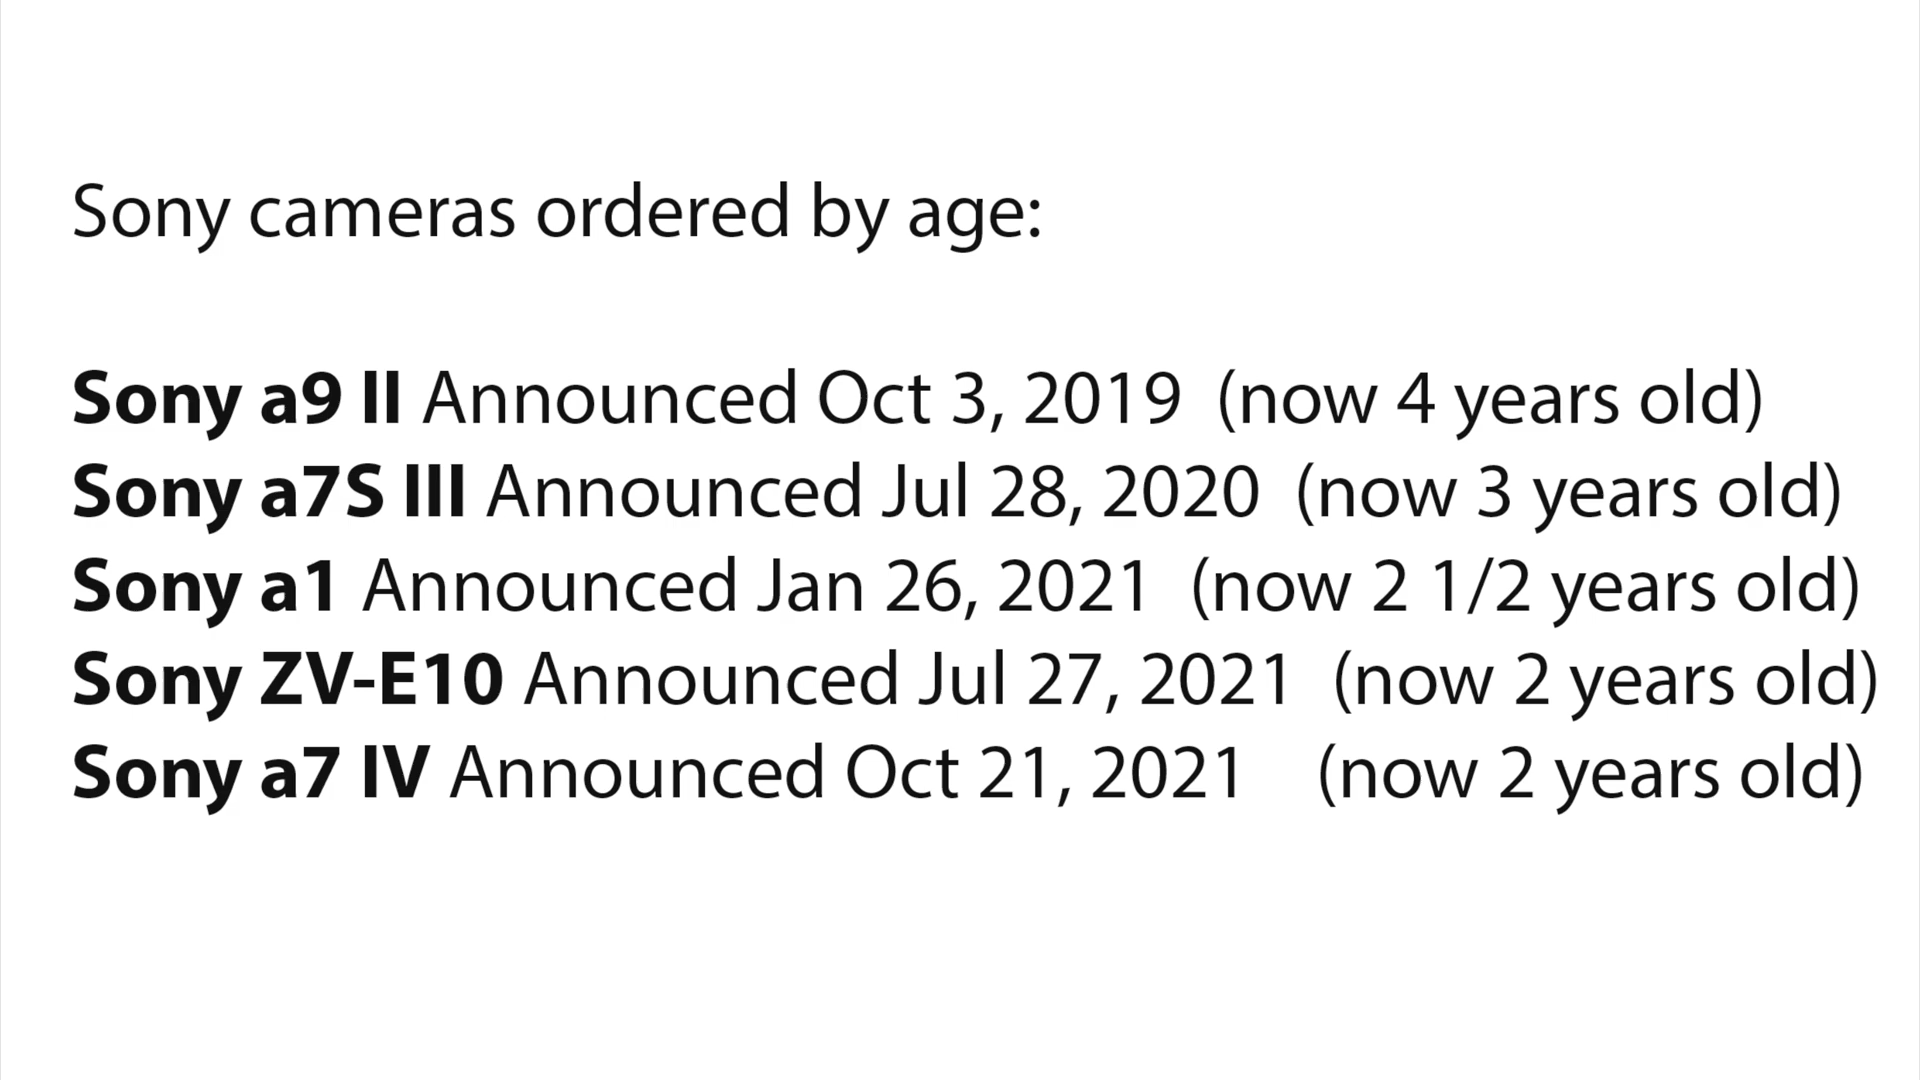 Sony cameras ordered by age:
Sony a9 II Announced Oct 3, 2019 (now 4 years old)
Sony a7S III Announced Jul 28, 2020 (now 3 years old)
Sony a1 Announced Jan 26, 2021 (now 2 1/2 years old)
Sony ZV-E10 Announced Jul 27, 2021 (now 2 years old)
Sony a7 IV Announced Oct 21, 2021 (now 2 years old)